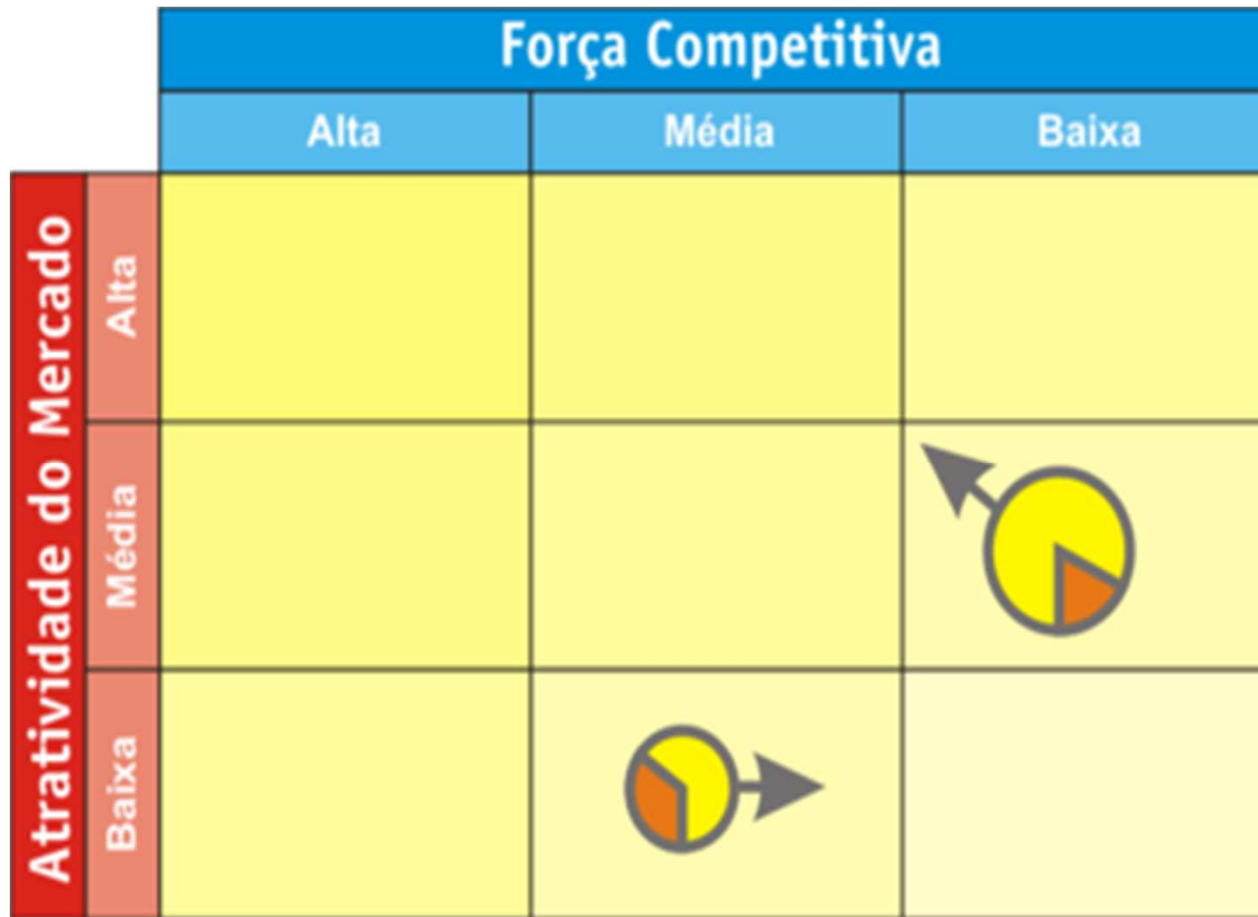 Força Competitiva
Alta Média Baixa
Atratividade do Mercado
Alta
Média
Baixa